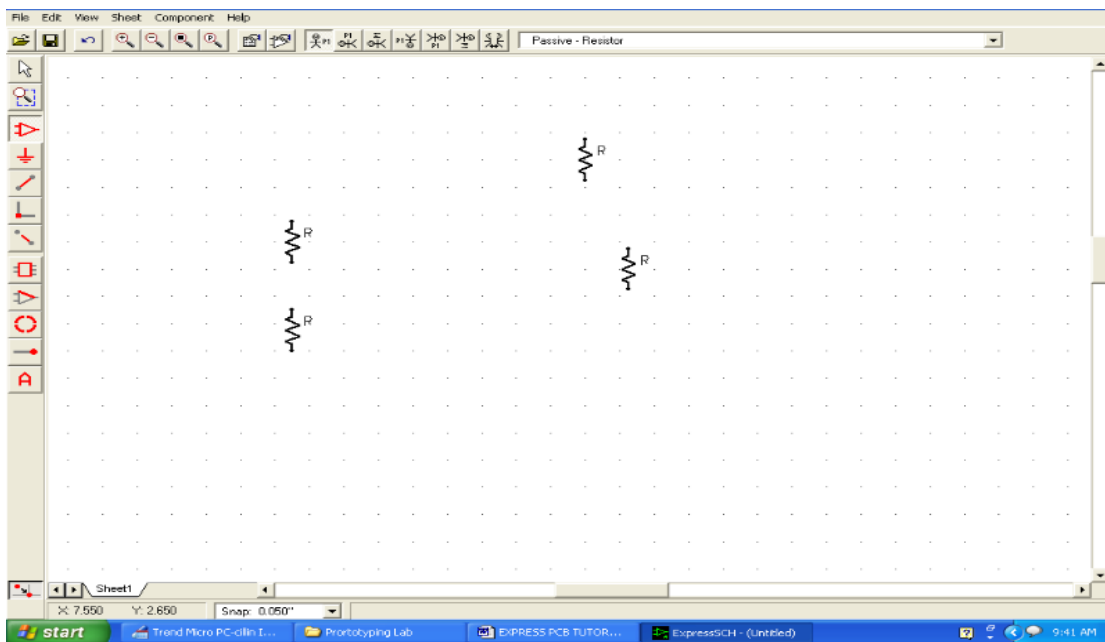 File Edit View Sheet Component Help
Passive - Resistor
R
R
R
R
A
Sheet1
X: 7.550 Y: 2.650 Snap: 0.050"
start Trend Micro PC-cillin I... Prortotyping Lab EXPRESS PCB TUTOR... ExpressSCH - (Untitled) 9:41 AM